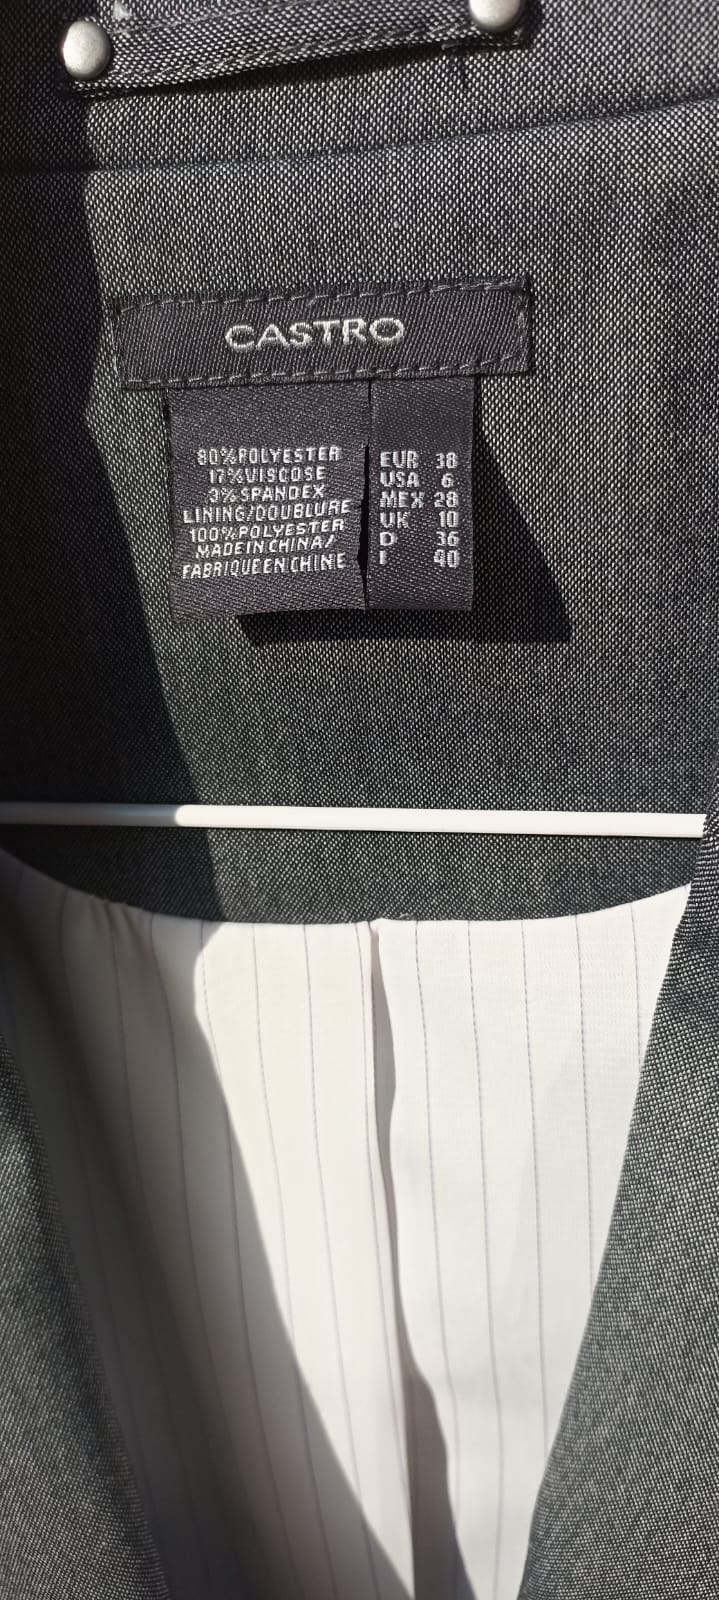 CASTRO
80%POLYESTER
17%VISCOSE
3%SPANDEX
LINING/DOUBLURE
100%POLYESTER
MADE IN CHINA/
FABRIQUE EN CHINE
EUR 38
USA 6
MEX 28
UK 10
D 36
I 40